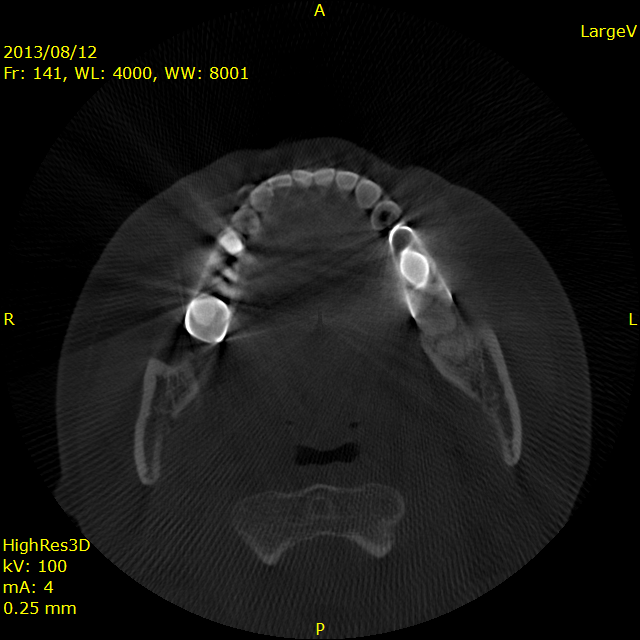 A
LargeV
2013/08/12
Fr: 141, WL: 4000, WW: 8001
R
L
HighRes3D
kV: 100
mA: 4
0.25 mm
P